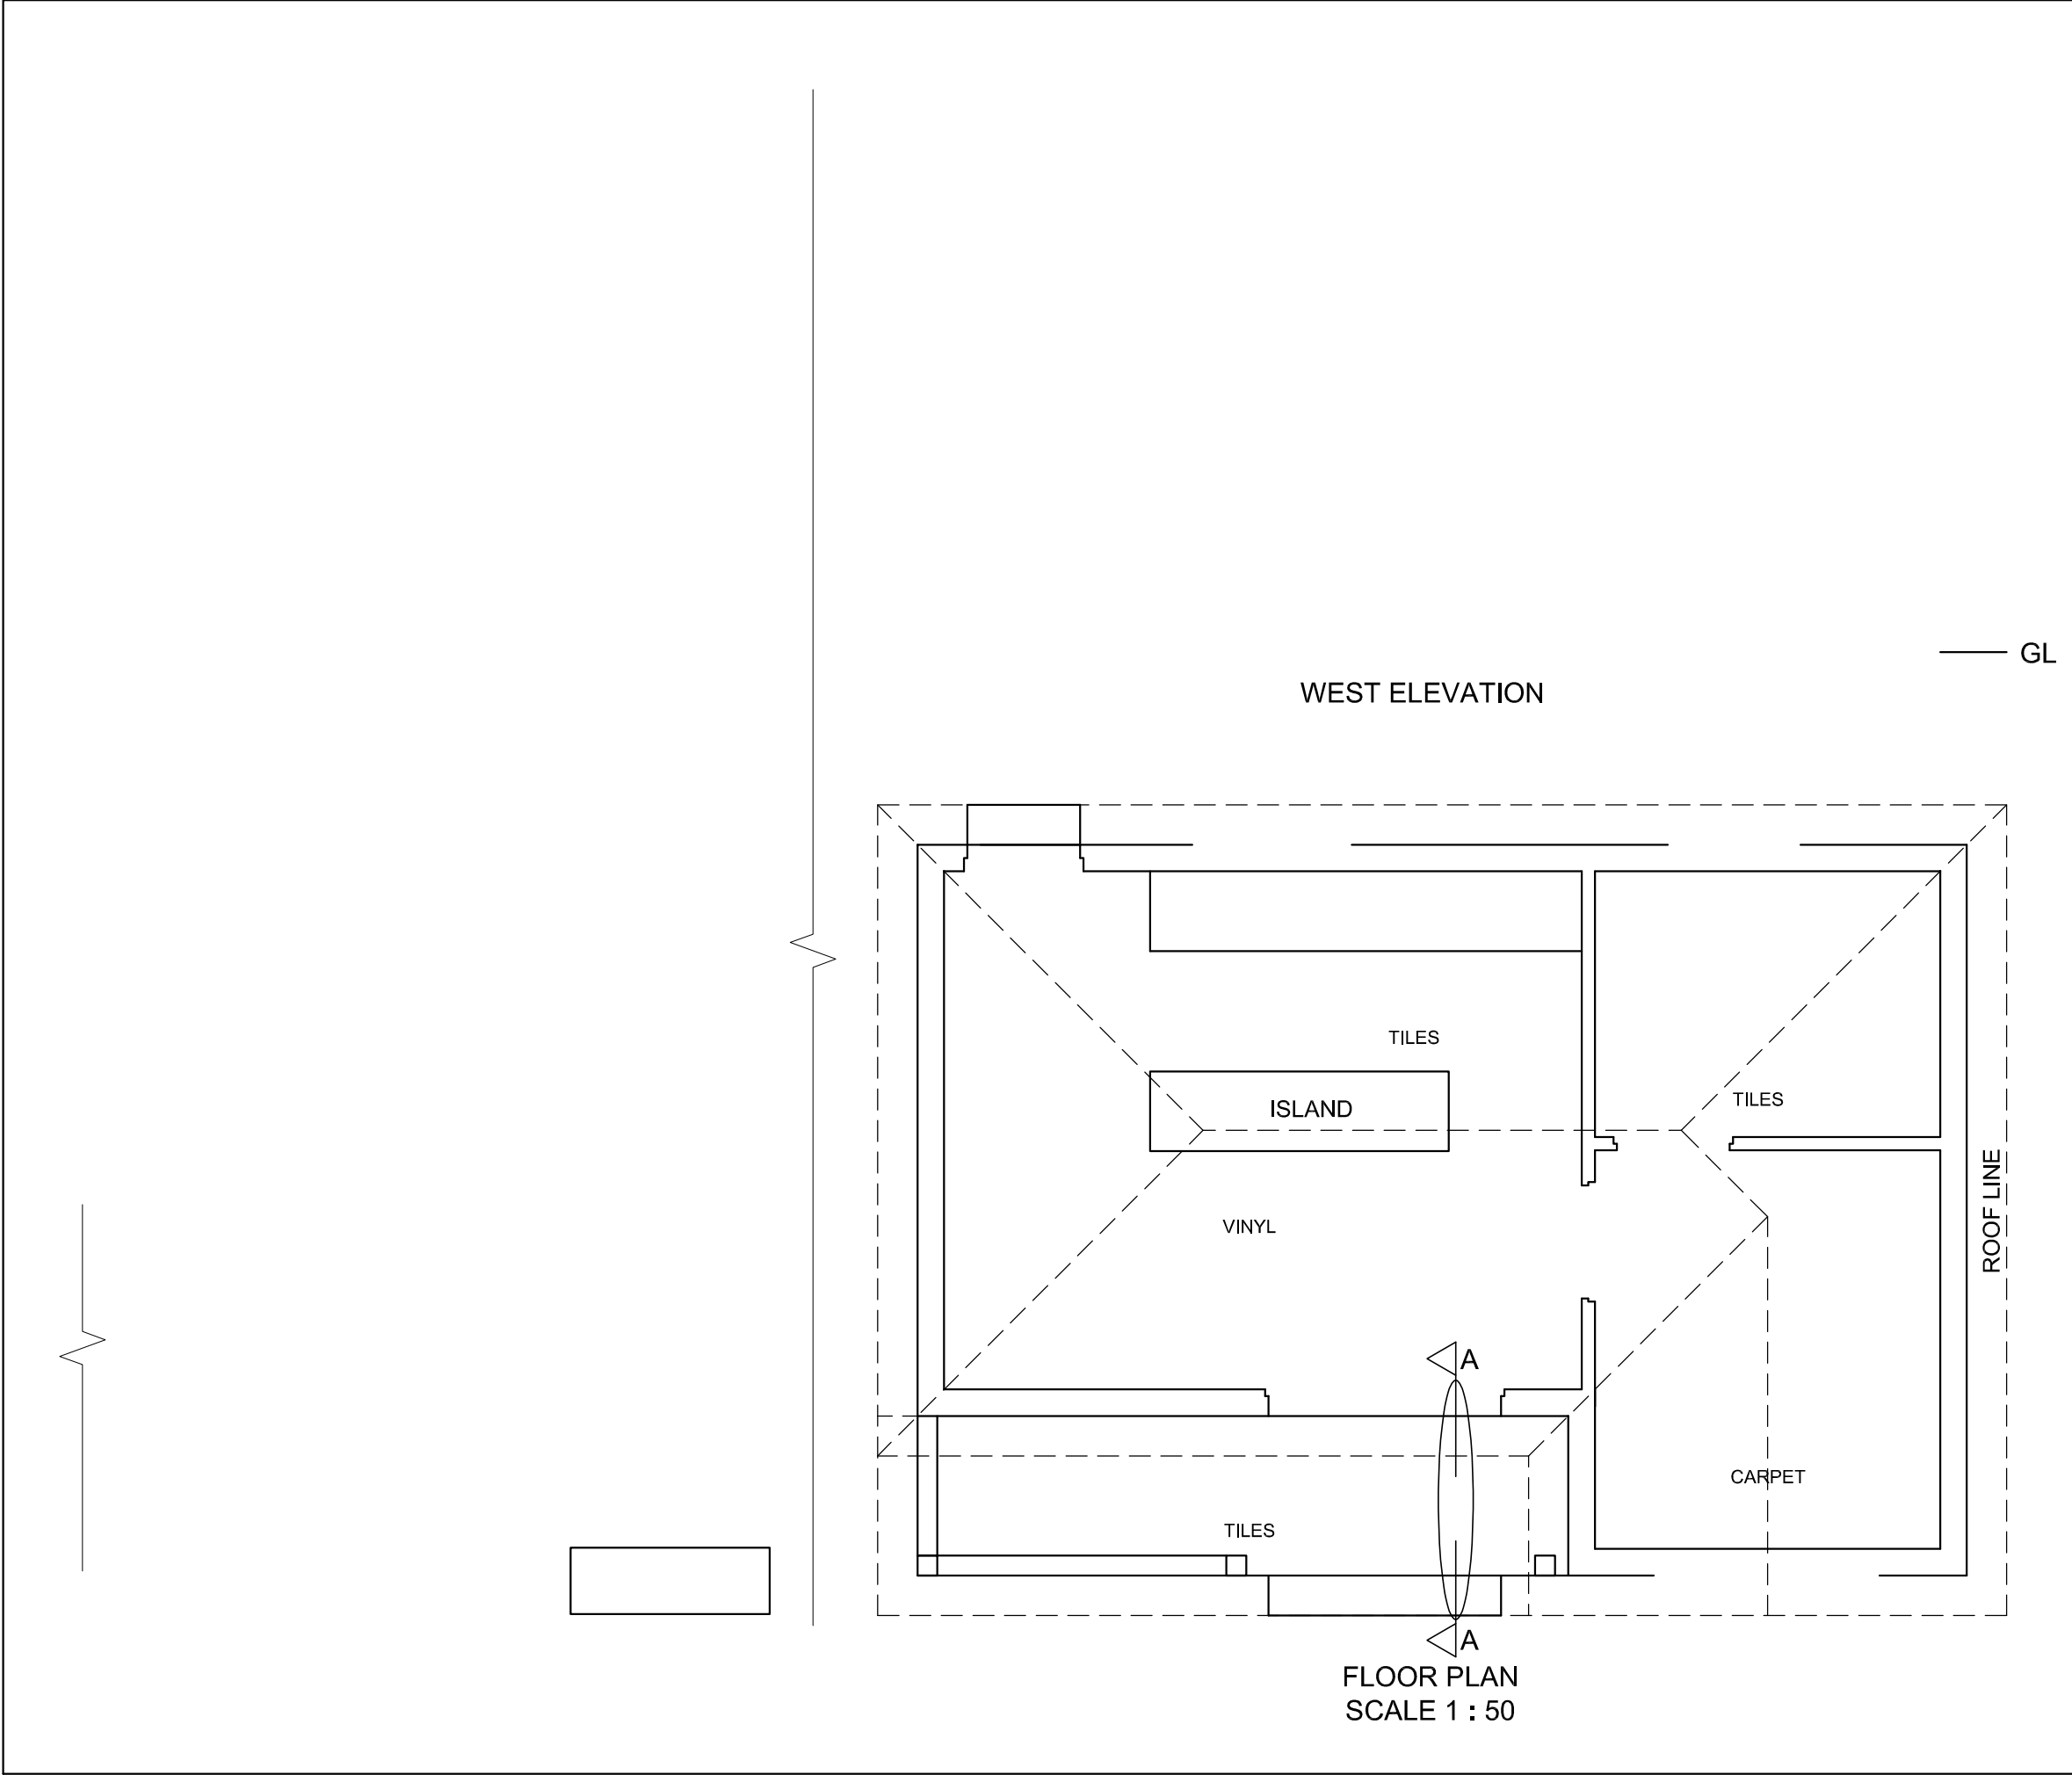 GL
WEST ELEVATION
TILES
ISLAND
TILES
ROOF LINE
VINYL
A
CARPET
TILES
A
FLOOR PLAN
SCALE 1 : 50